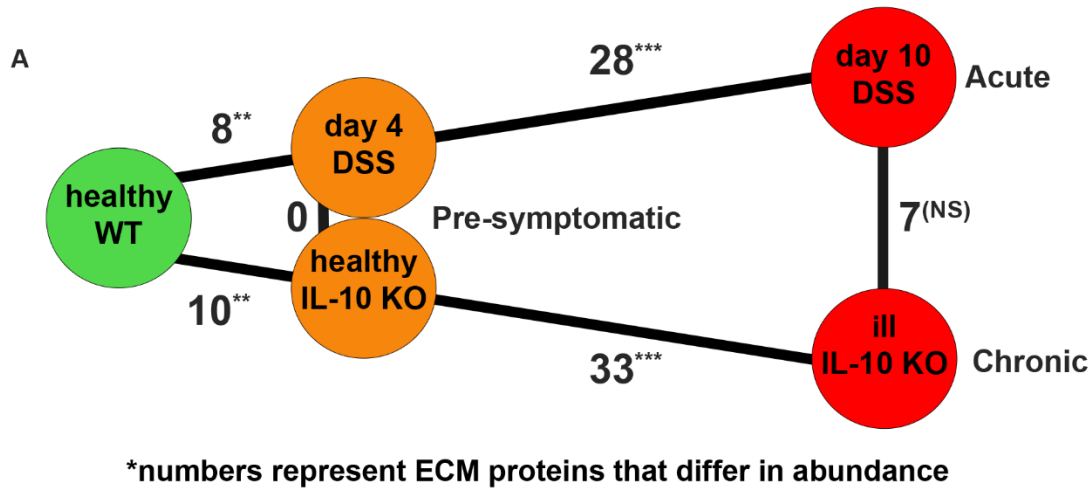 A
28***
day 10
DSS
Acute
8**
day 4
DSS
healthy
WT
0
Pre-symptomatic
7(NS)
healthy
IL-10 KO
10**
33***
ill
IL-10 KO
Chronic
*numbers represent ECM proteins that differ in abundance